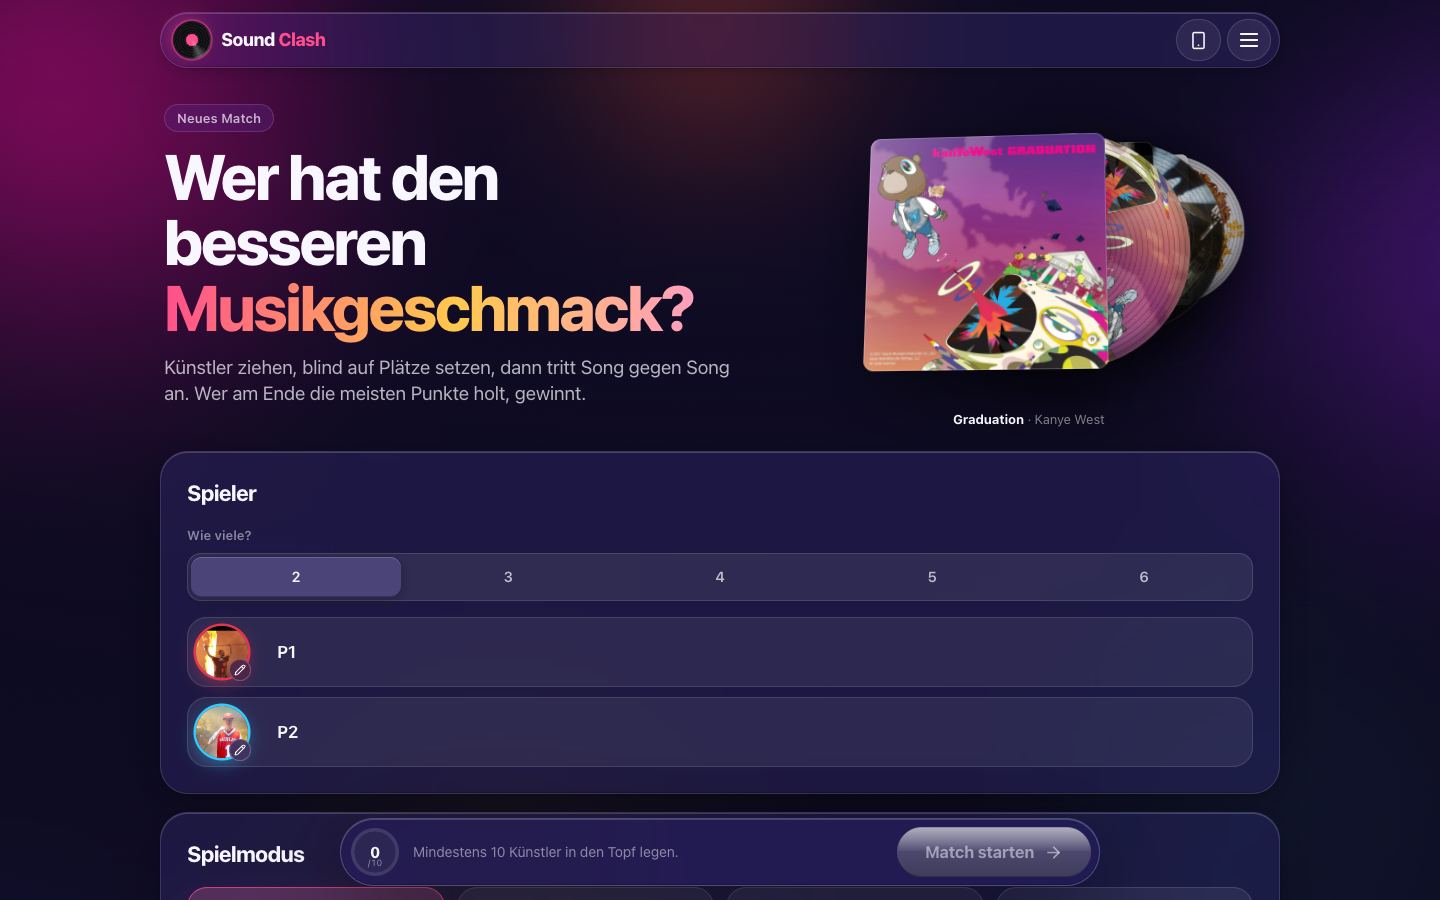 Sound Clash
Neues Match
Wer hat den
besseren
Musikgeschmack?
Künstler ziehen, blind auf Plätze setzen, dann tritt Song gegen Song
an. Wer am Ende die meisten Punkte holt, gewinnt.
KanYeWest GRADUATION
Graduation · Kanye West
Spieler
Wie viele?
2 3 4 5 6
P1
P2
Spielmodus
0
/10
Mindestens 10 Künstler in den Topf legen.
Match starten